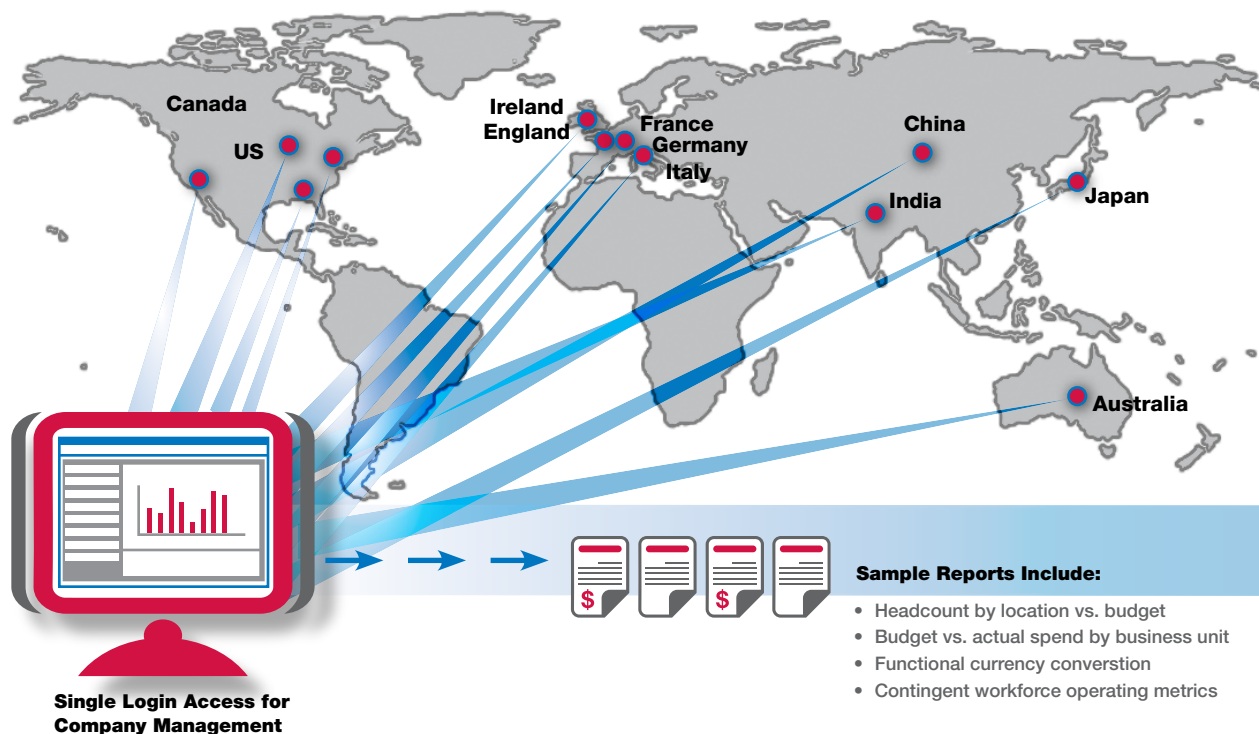 Canada
US
Ireland
England
France
Germany
Italy
China
India
Japan
Australia
$
$
Sample Reports Include:
• Headcount by location vs. budget
• Budget vs. actual spend by business unit
• Functional currency converstion
• Contingent workforce operating metrics
Single Login Access for
Company Management